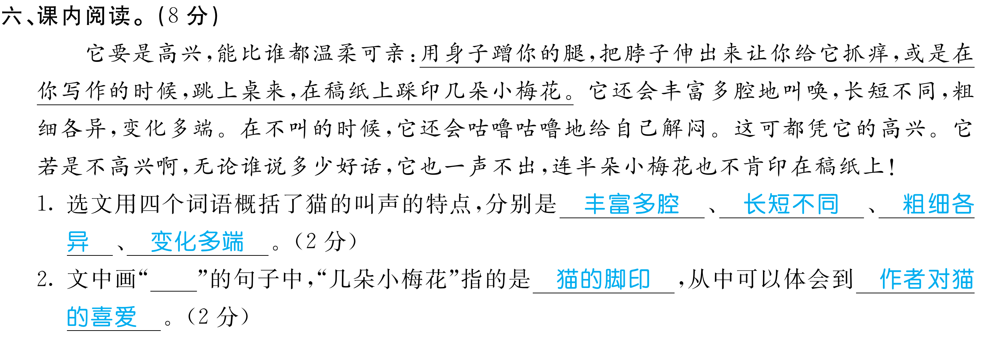 六、课内阅读。(8 分)
它要是高兴,能比谁都温柔可亲:用身子蹭你的腿,把脖子伸出来让你给它抓痒,或是在
你写作的时候,跳上桌来,在稿纸上踩印几朵小梅花。它还会丰富多腔地叫唤,长短不同,粗
细各异,变化多端。在不叫的时候,它还会咕噜咕噜地给自己解闷。这可都凭它的高兴。它
若是不高兴啊,无论谁说多少好话,它也一声不出,连半朵小梅花也不肯印在稿纸上!
1. 选文用四个词语概括了猫的叫声的特点,分别是 丰富多腔 、 长短不同 、 粗细各
异 、 变化多端 。(2 分)
2. 文中画“____”的句子中,“几朵小梅花”指的是 猫的脚印 ,从中可以体会到 作者对猫
的喜爱 。(2 分)